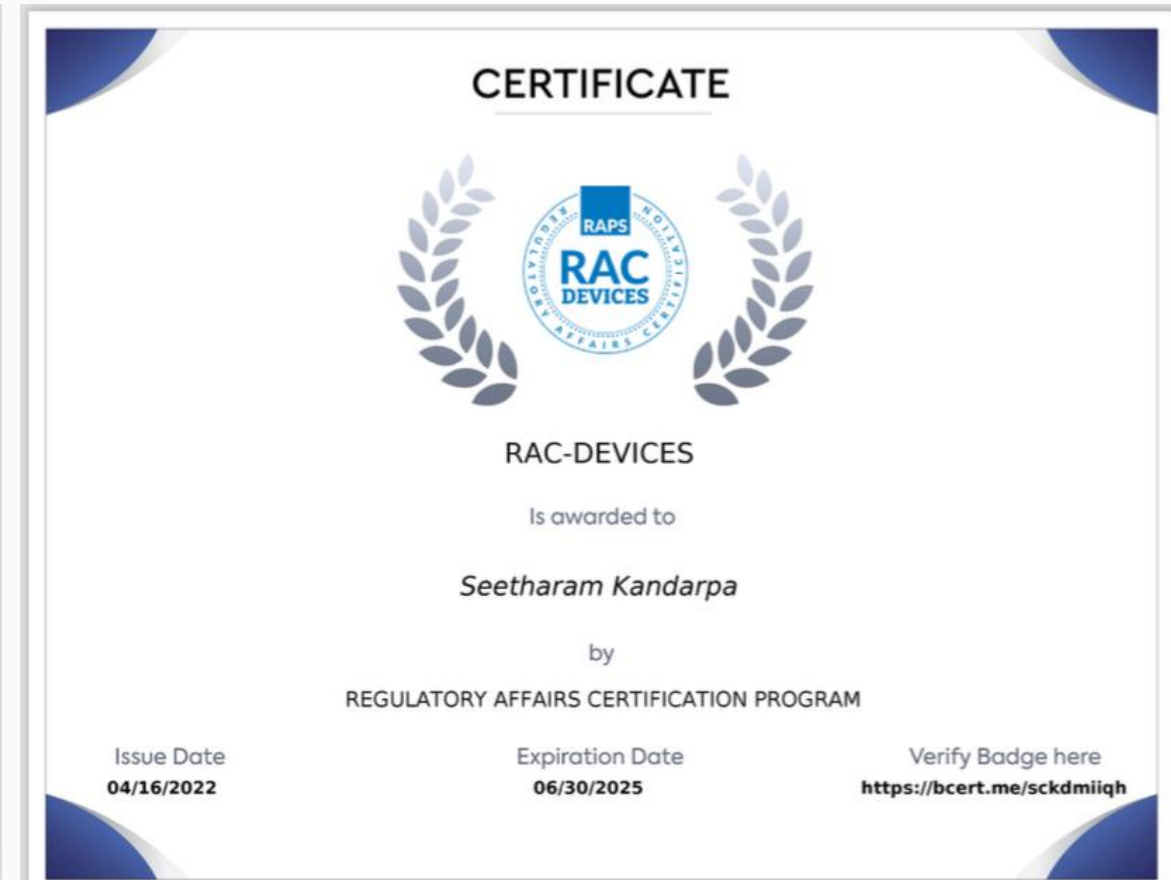 CERTIFICATE
RAPS
REGULATORY AFFAIRS CERTIFICATION
RAC
DEVICES
RAC-DEVICES
Is awarded to
Seetharam Kandarpa
by
REGULATORY AFFAIRS CERTIFICATION PROGRAM
Issue Date
Expiration Date
Verify Badge here
04/16/2022
06/30/2025
https://bcert.me/sckdmiiqh